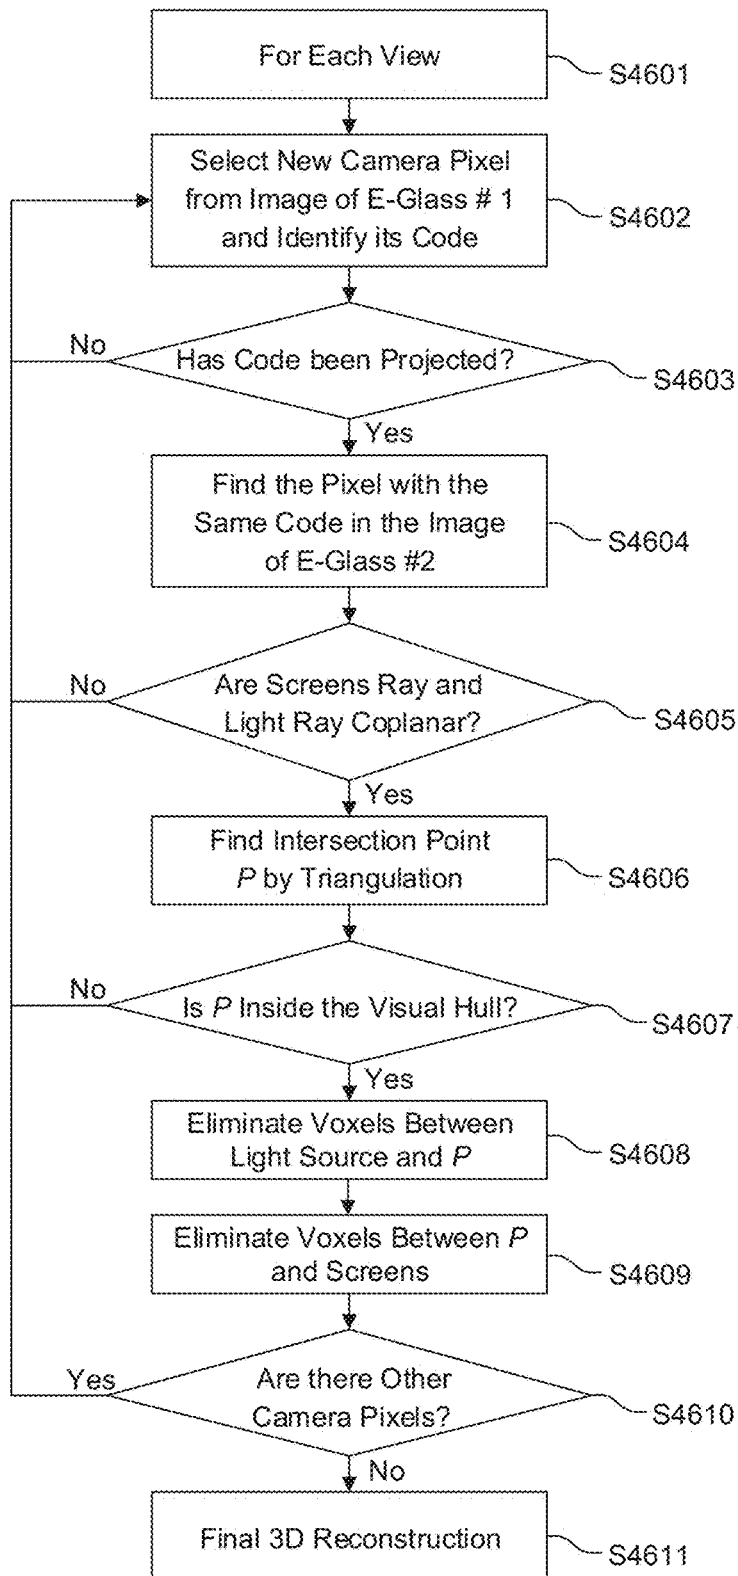 For Each View
S4601
Select New Camera Pixel
from Image of E-Glass # 1
and Identify its Code
S4602
No
Has Code been Projected?
S4603
Yes
Find the Pixel with the
Same Code in the Image
of E-Glass #2
S4604
No
Are Screens Ray and
Light Ray Coplanar?
S4605
Yes
Find Intersection Point
P by Triangulation
S4606
No
Is P Inside the Visual Hull?
S4607
Yes
Eliminate Voxels Between
Light Source and P
S4608
Eliminate Voxels Between P
and Screens
S4609
Yes
Are there Other
Camera Pixels?
S4610
No
Final 3D Reconstruction
S4611